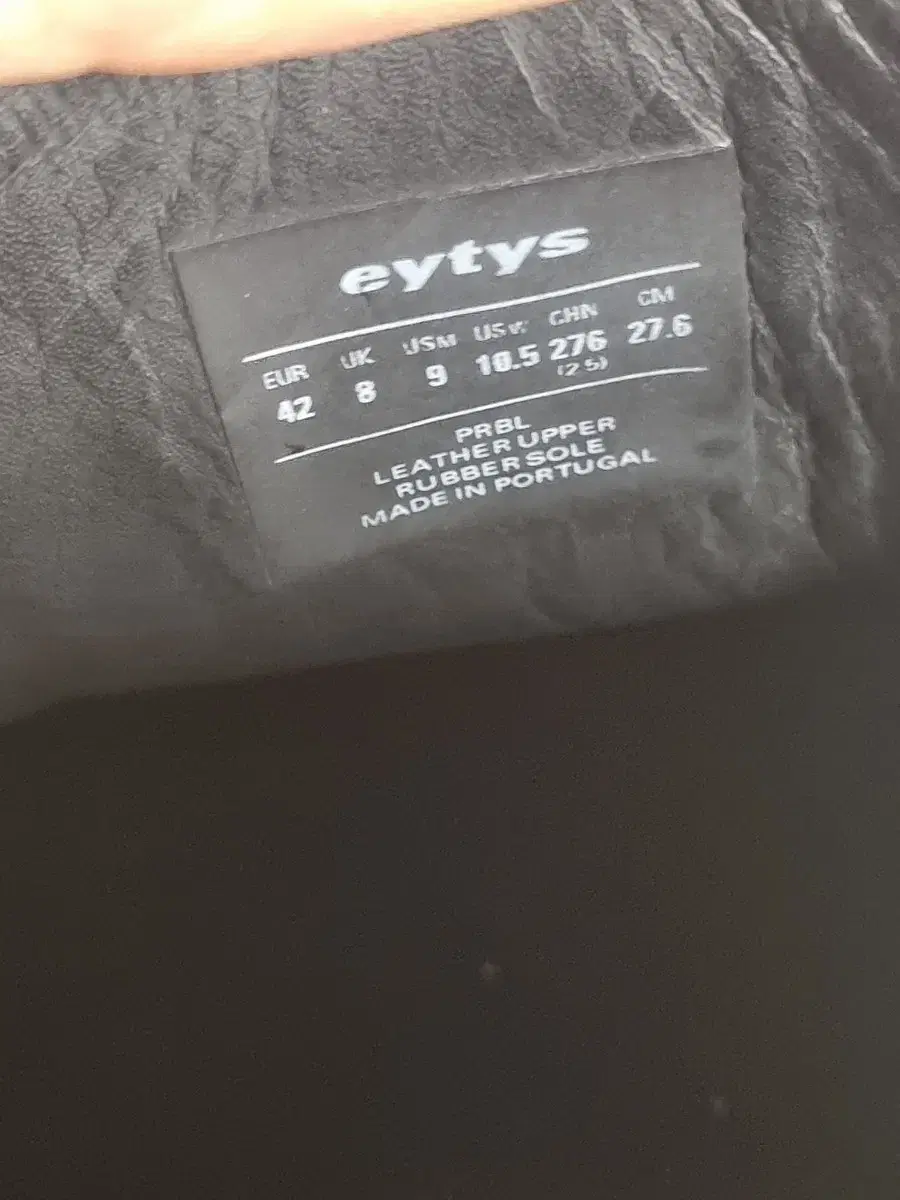 eytys
EUR UK USM USW CHN CM
42 8 9 10.5 276 27.6
(2.5)
PRBL
LEATHER UPPER
RUBBER SOLE
MADE IN PORTUGAL